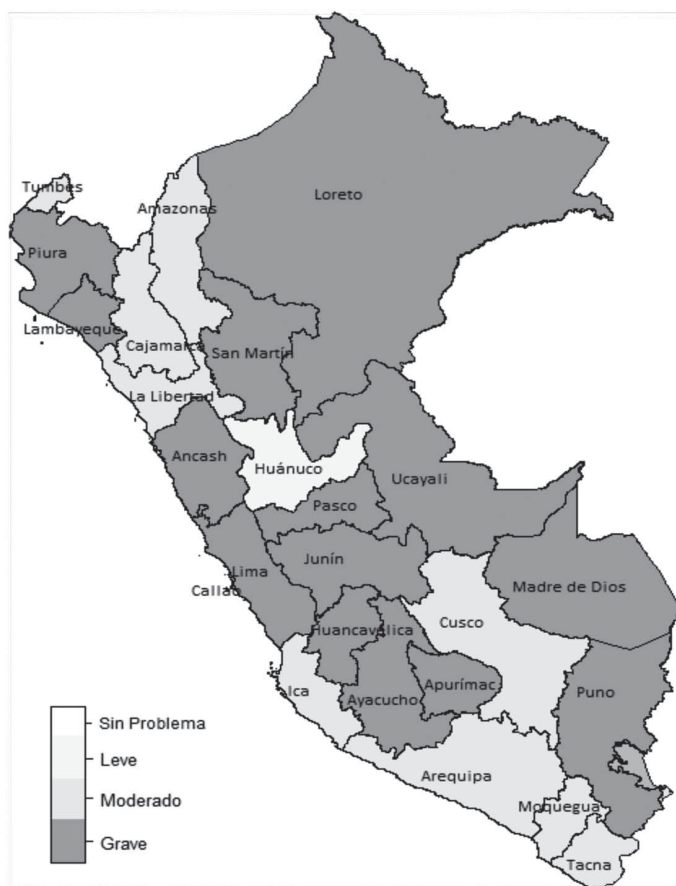 Loreto
Tumbes
Amazonas
Piura
Lambayeque
Cajamarca
San Martín
La Libertad
Ancash
Huánuco
Ucayali
Pasco
Junín
Lima
Callao
Madre de Dios
Cusco
Huancavelica
Ica
Ayacucho
Apurímac
Puno
Arequipa
Moquegua
Tacna
Sin Problema
Leve
Moderado
Grave